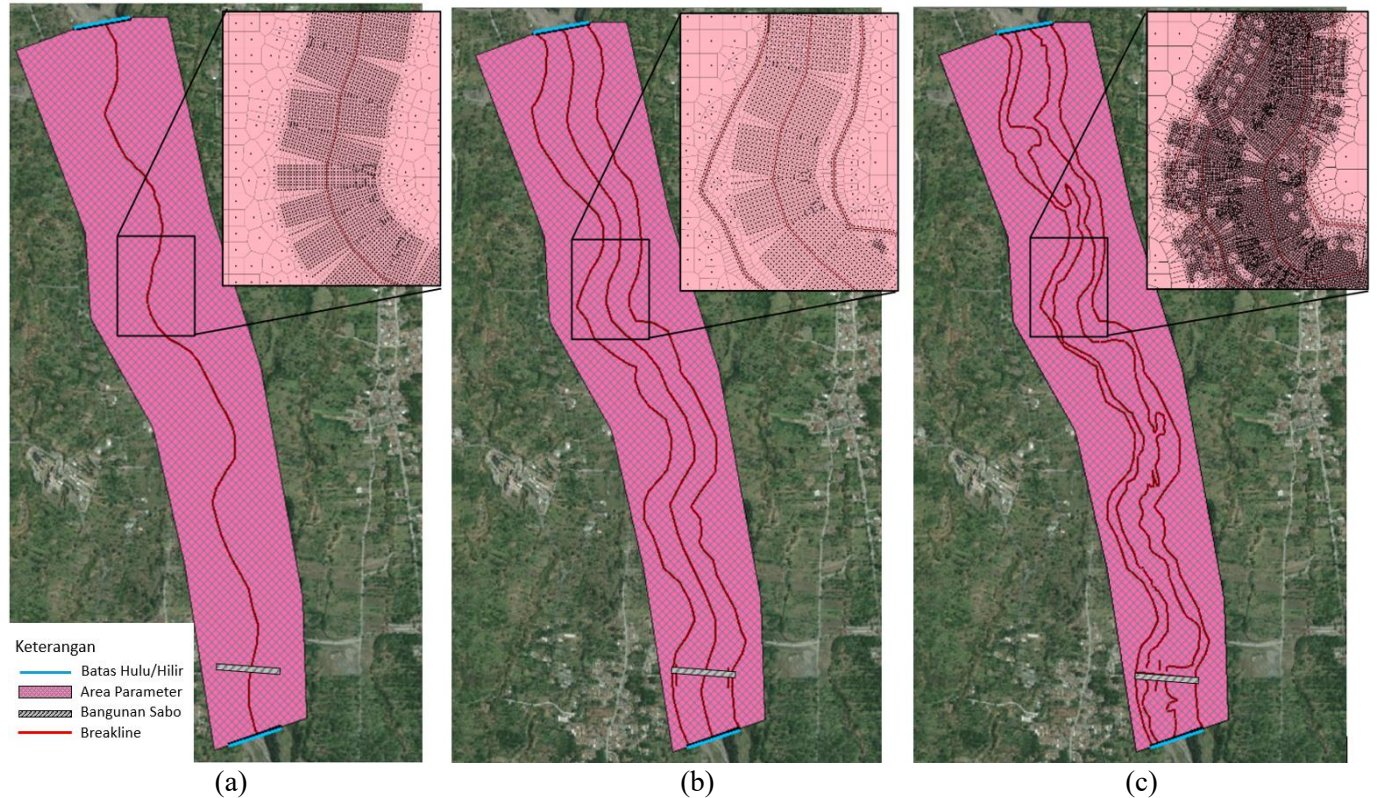 Keterangan
Batas Hulu/Hilir
Area Parameter
Bangunan Sabo
Breakline
(a)
(b)
(c)